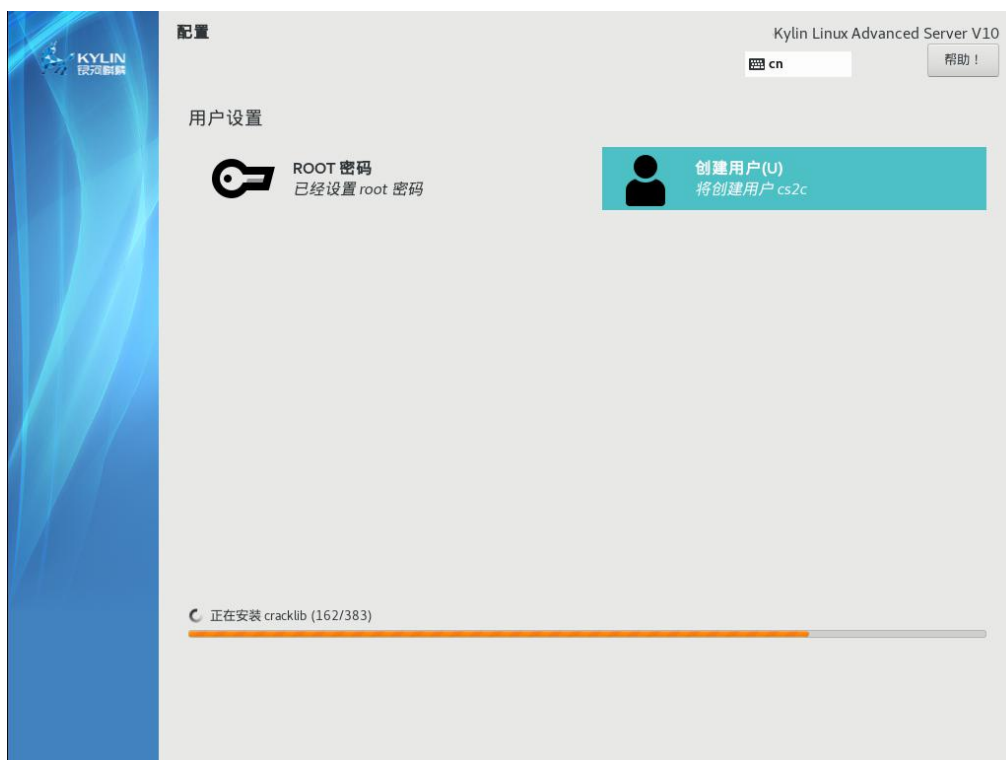 KYLIN
银河麒麟
配置
Kylin Linux Advanced Server V10
cn
帮助！
用户设置
ROOT 密码
已经设置 root 密码
创建用户(U)
将创建用户 cs2c
正在安装 cracklib (162/383)